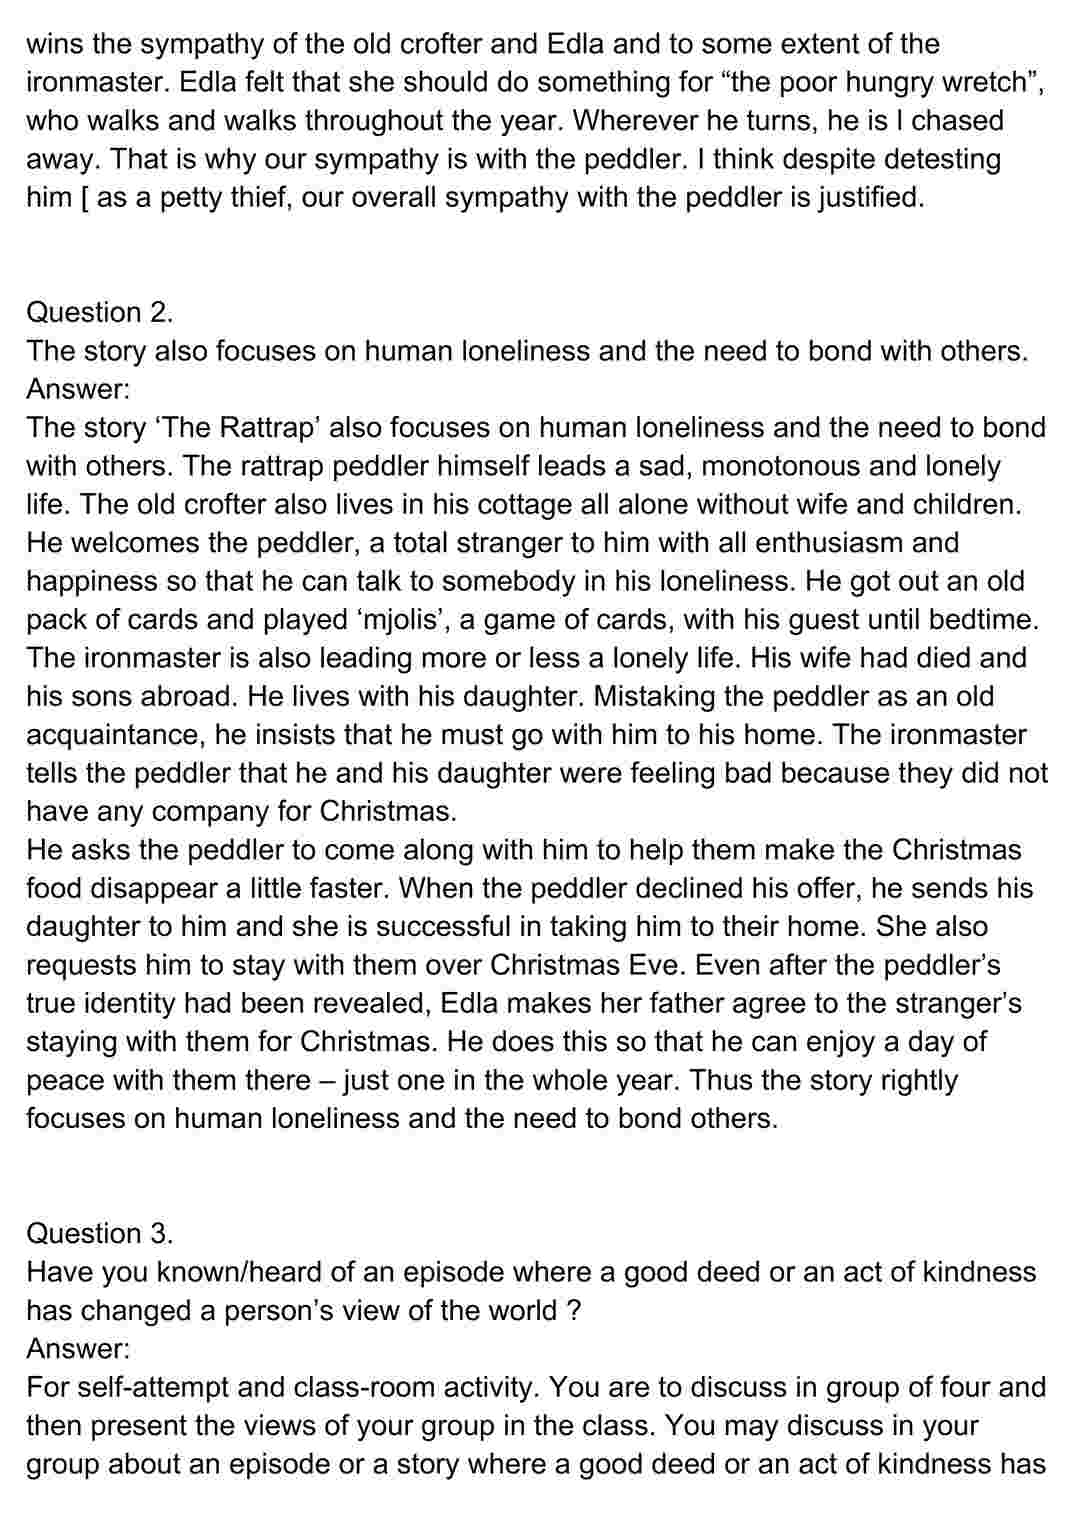 wins the sympathy of the old crofter and Edla and to some extent of the
ironmaster. Edla felt that she should do something for “the poor hungry wretch”,
who walks and walks throughout the year. Wherever he turns, he is l chased
away. That is why our sympathy is with the peddler. I think despite detesting
him [ as a petty thief, our overall sympathy with the peddler is justified.
Question 2.
The story also focuses on human loneliness and the need to bond with others.
Answer:
The story ‘The Rattrap’ also focuses on human loneliness and the need to bond
with others. The rattrap peddler himself leads a sad, monotonous and lonely
life. The old crofter also lives in his cottage all alone without wife and children.
He welcomes the peddler, a total stranger to him with all enthusiasm and
happiness so that he can talk to somebody in his loneliness. He got out an old
pack of cards and played ‘mjolis’, a game of cards, with his guest until bedtime.
The ironmaster is also leading more or less a lonely life. His wife had died and
his sons abroad. He lives with his daughter. Mistaking the peddler as an old
acquaintance, he insists that he must go with him to his home. The ironmaster
tells the peddler that he and his daughter were feeling bad because they did not
have any company for Christmas.
He asks the peddler to come along with him to help them make the Christmas
food disappear a little faster. When the peddler declined his offer, he sends his
daughter to him and she is successful in taking him to their home. She also
requests him to stay with them over Christmas Eve. Even after the peddler’s
true identity had been revealed, Edla makes her father agree to the stranger’s
staying with them for Christmas. He does this so that he can enjoy a day of
peace with them there – just one in the whole year. Thus the story rightly
focuses on human loneliness and the need to bond others.
Question 3.
Have you known/heard of an episode where a good deed or an act of kindness
has changed a person’s view of the world ?
Answer:
For self-attempt and class-room activity. You are to discuss in group of four and
then present the views of your group in the class. You may discuss in your
group about an episode or a story where a good deed or an act of kindness has